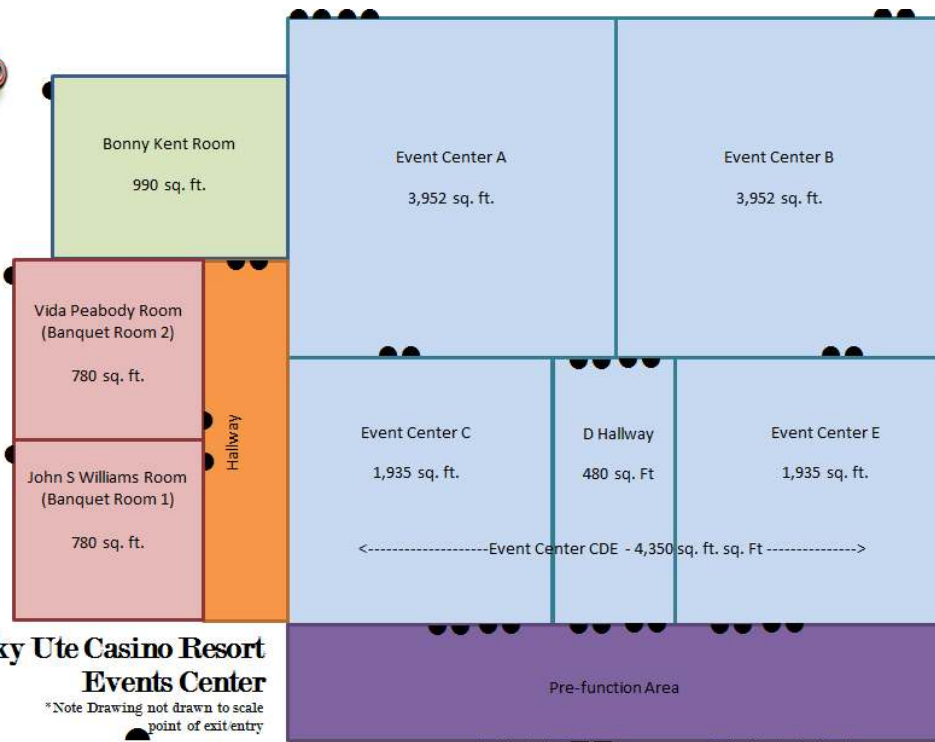 Bonny Kent Room
990 sq. ft.
Event Center A
3,952 sq. ft.
Event Center B
3,952 sq. ft.
Vida Peabody Room
(Banquet Room 2)
780 sq. ft.
Hallway
John S Williams Room
(Banquet Room 1)
780 sq. ft.
Event Center C
1,935 sq. ft.
D Hallway
480 sq. Ft
Event Center E
1,935 sq. ft.
<--------------------Event Center CDE - 4,350 sq. ft. sq. Ft --------------->
Ute Casino Resort
Events Center
*Note Drawing not drawn to scale
point of exit/entry
Pre-function Area